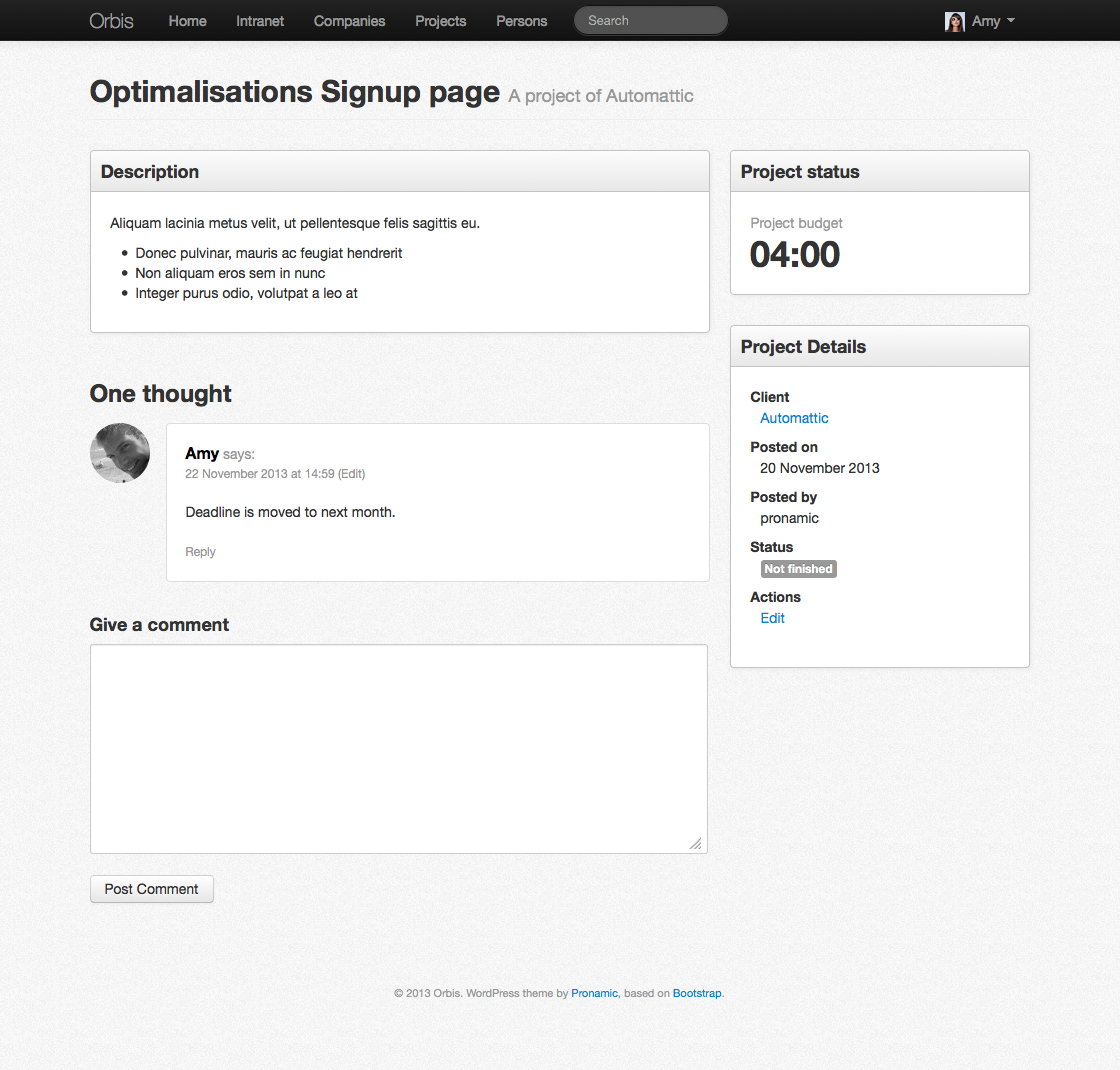 Orbis Home Intranet Companies Projects Persons Search Amy
Optimalisations Signup page A project of Automattic
Description
Aliquam lacinia metus velit, ut pellentesque felis sagittis eu.
• Donec pulvinar, mauris ac feugiat hendrerit
• Non aliquam eros sem in nunc
• Integer purus odio, volutpat a leo at
One thought
Amy says:
22 November 2013 at 14:59 (Edit)
Deadline is moved to next month.
Reply
Give a comment
Post Comment
Project status
Project budget
04:00
Project Details
Client
Automattic
Posted on
20 November 2013
Posted by
pronamic
Status
Not finished
Actions
Edit
© 2013 Orbis. WordPress theme by Pronamic, based on Bootstrap.